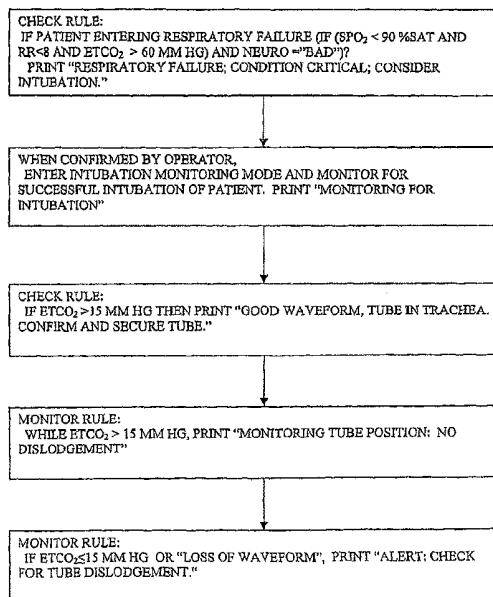 CHECK RULE:
IF PATIENT ENTERING RESPIRATORY FAILURE (IF (SPO₂ < 90 %SAT AND
RR<8 AND ETCO₂ > 60 MM HG) AND NEURO ="BAD")?
PRINT "RESPIRATORY FAILURE; CONDITION CRITICAL; CONSIDER
INTUBATION."
WHEN CONFIRMED BY OPERATOR,
ENTER INTUBATION MONITORING MODE AND MONITOR FOR
SUCCESSFUL INTUBATION OF PATIENT. PRINT "MONITORING FOR
INTUBATION"
CHECK RULE:
IF ETCO₂ >15 MM HG THEN PRINT "GOOD WAVEFORM, TUBE IN TRACHEA.
CONFIRM AND SECURE TUBE."
MONITOR RULE:
WHILE ETCO₂ > 15 MM HG, PRINT "MONITORING TUBE POSITION: NO
DISLODGEMENT"
MONITOR RULE:
IF ETCO₂≤15 MM HG OR "LOSS OF WAVEFORM", PRINT "ALERT: CHECK
FOR TUBE DISLODGEMENT."